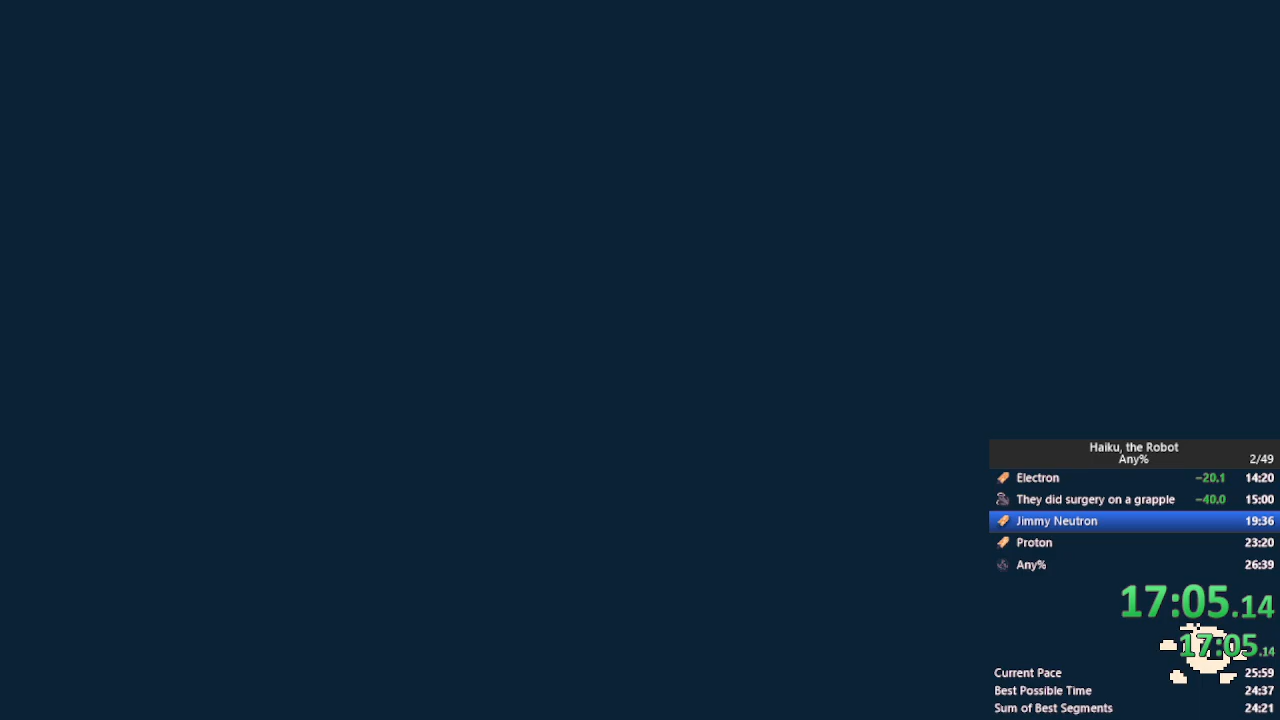 Haiku, the Robot
Any% 2/49
Electron −20.1 14:20
They did surgery on a grapple −40.0 15:00
Jimmy Neutron 19:36
Proton 23:20
Any% 26:39
17:05.14
17:05.14
Current Pace 25:59
Best Possible Time 24:37
Sum of Best Segments 24:21